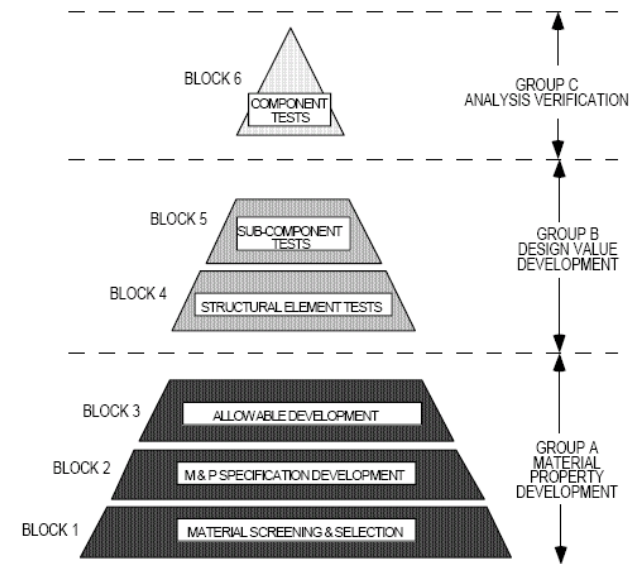 BLOCK 6
COMPONENT
TESTS
GROUP C
ANALYSIS VERIFICATION
BLOCK 5
SUB-COMPONENT
TESTS
BLOCK 4
STRUCTURAL ELEMENT TESTS
GROUP B
DESIGN VALUE
DEVELOPMENT
BLOCK 3
ALLOWABLE DEVELOPMENT
BLOCK 2
M & P SPECIFICATION DEVELOPMENT
BLOCK 1
MATERIAL SCREENING & SELECTION
GROUP A
MATERIAL
PROPERTY
DEVELOPMENT